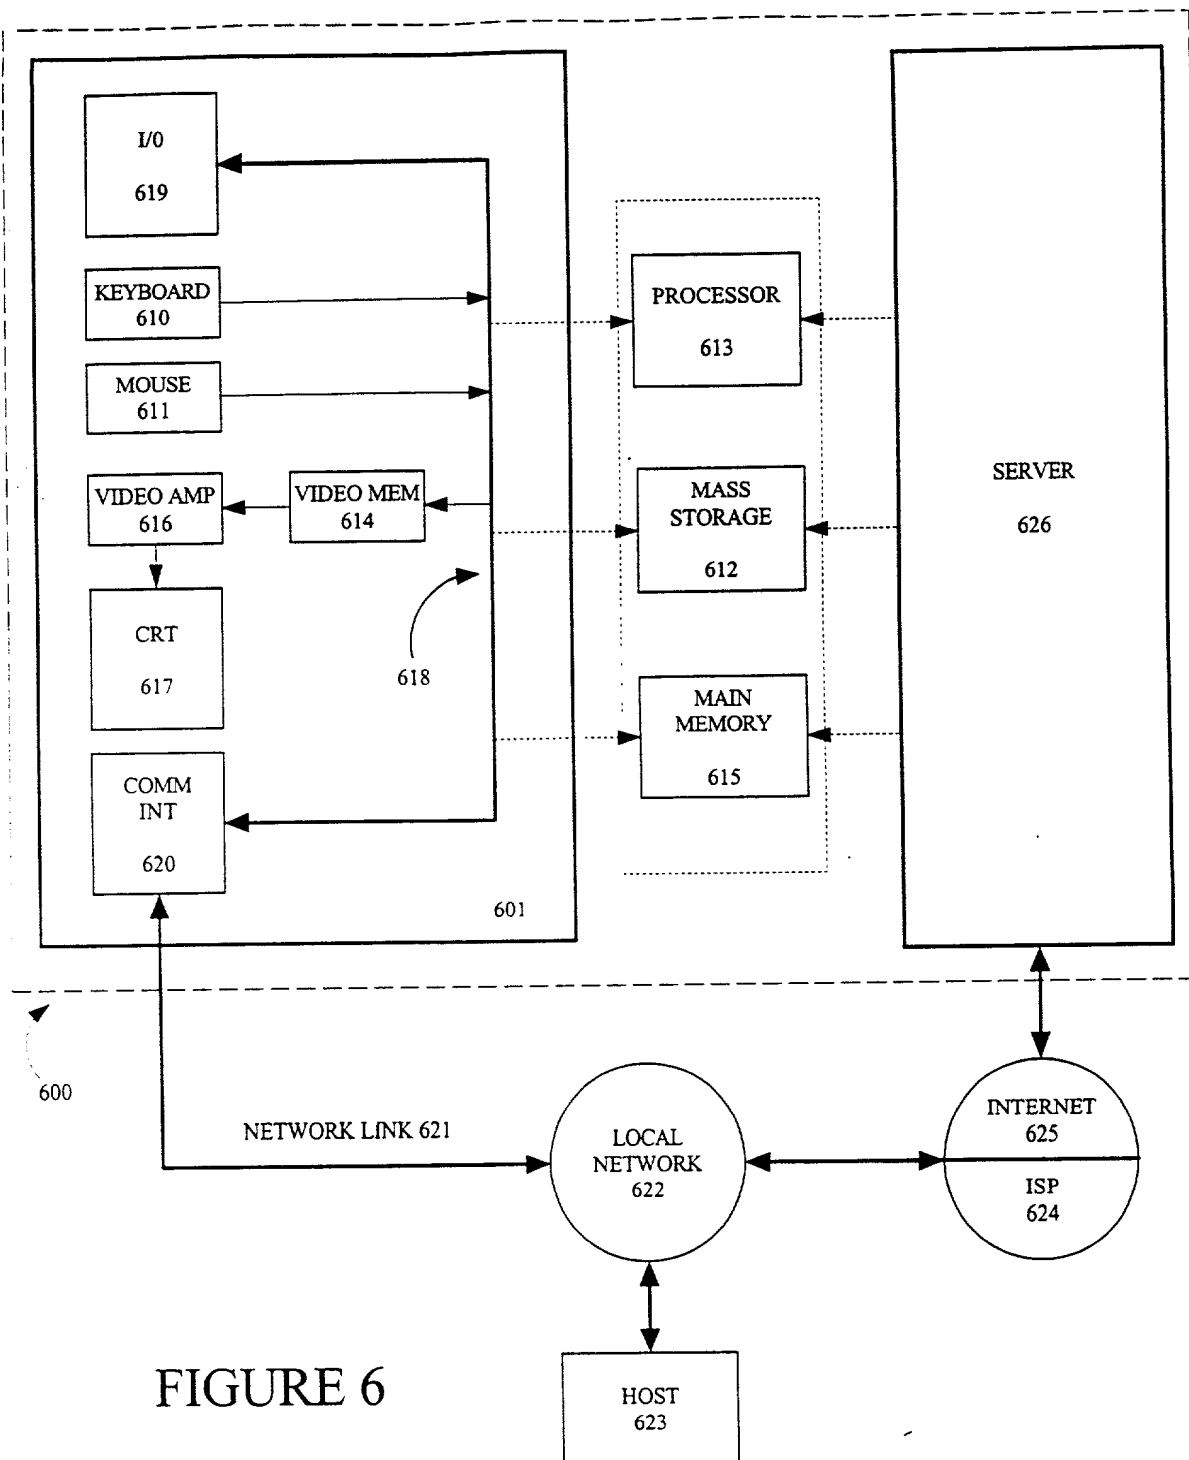 I/0
619
KEYBOARD
610
MOUSE
611
VIDEO AMP
616
VIDEO MEM
614
CRT
617
618
COMM
INT
620
601
PROCESSOR
613
MASS
STORAGE
612
MAIN
MEMORY
615
SERVER
626
600
NETWORK LINK 621
LOCAL
NETWORK
622
INTERNET
625
ISP
624
HOST
623
FIGURE 6